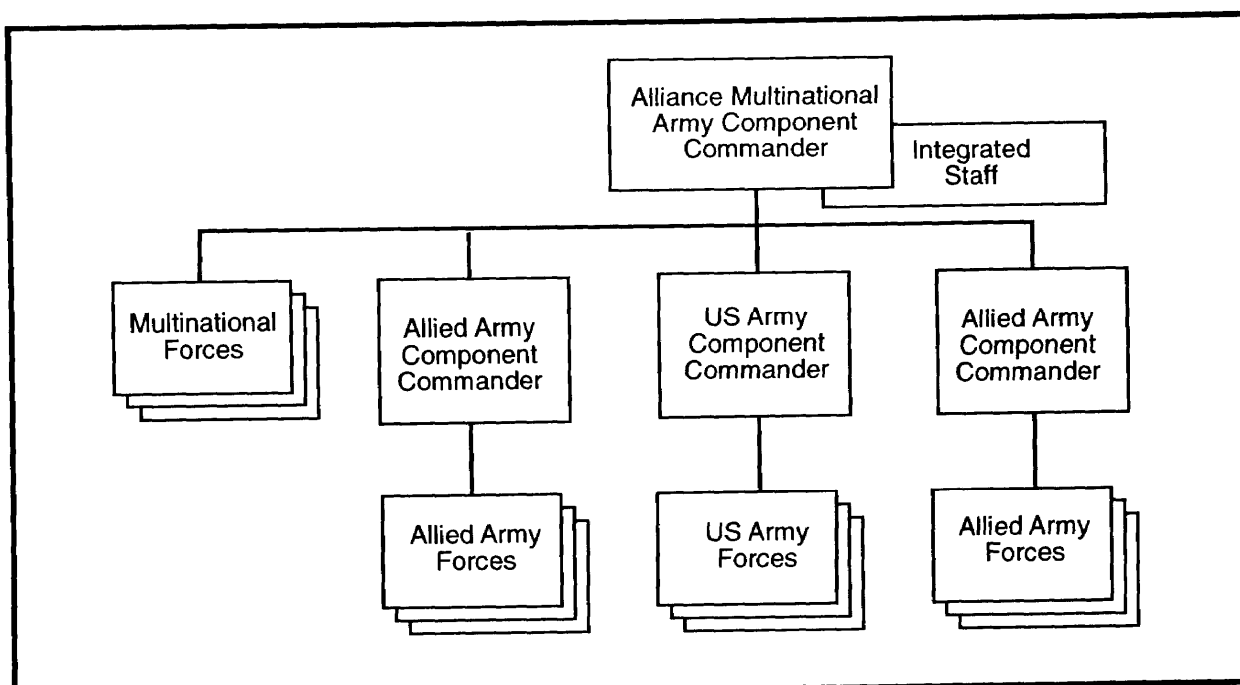 Alliance Multinational
Army Component
Commander
Integrated
Staff
Multinational
Forces
Allied Army
Component
Commander
US Army
Component
Commander
Allied Army
Component
Commander
Allied Army
Forces
US Army
Forces
Allied Army
Forces